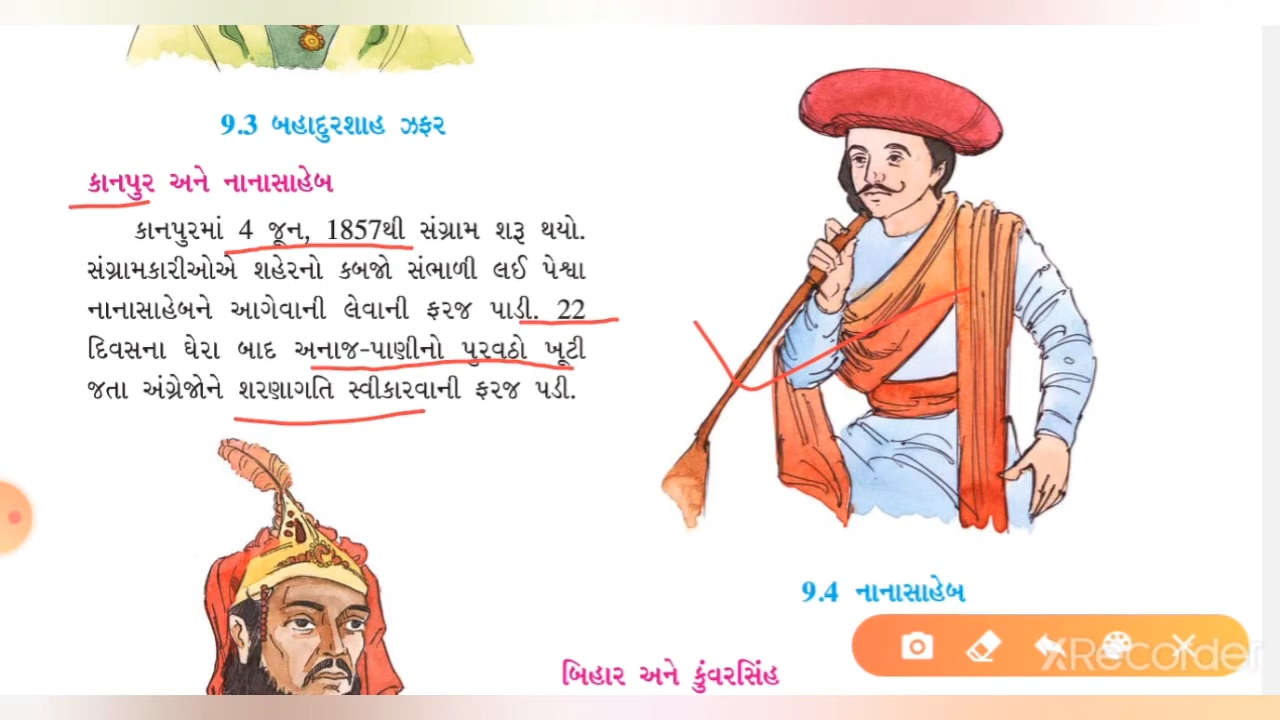 9.3 બહાદુરશાહ ઝફર
કાનપુર અને નાનાસાહેબ
કાનપુરમાં 4 જૂન, 1857થી સંગ્રામ શરૂ થયો.
સંગ્રામકારીઓએ શહેરનો કબજો સંભાળી લઈ પેશ્વા
નાનાસાહેબને આગેવાની લેવાની ફરજ પાડી. 22
દિવસના ઘેરા બાદ અનાજ-પાણીનો પુરવઠો ખૂટી
જતા અંગ્રેજોને શરણાગતિ સ્વીકારવાની ફરજ પડી.
9.4 નાનાસાહેબ
બિહાર અને કુંવરસિંહ
XRecorder